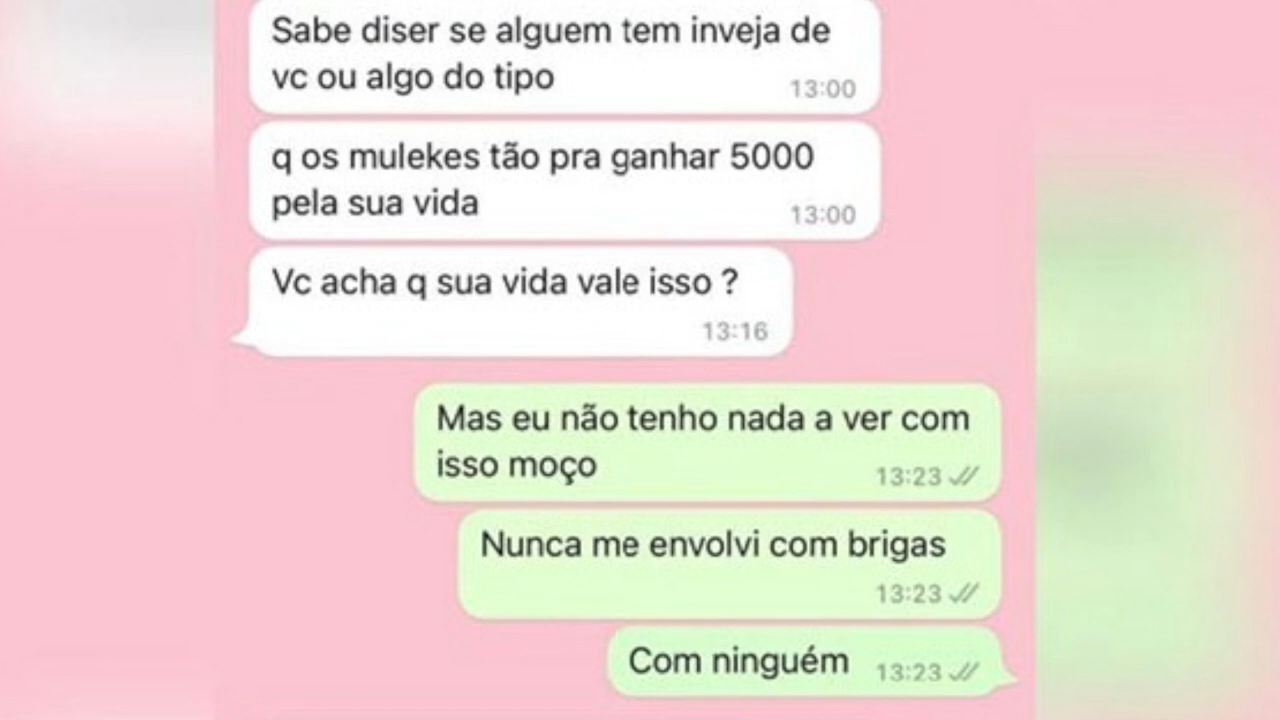 Sabe diser se alguem tem inveja de
vc ou algo do tipo
13:00
q os mulekes tão pra ganhar 5000
pela sua vida
13:00
Vc acha q sua vida vale isso ?
13:16
Mas eu não tenho nada a ver com
isso moço
13:23
Nunca me envolvi com brigas
13:23
Com ninguém 13:23